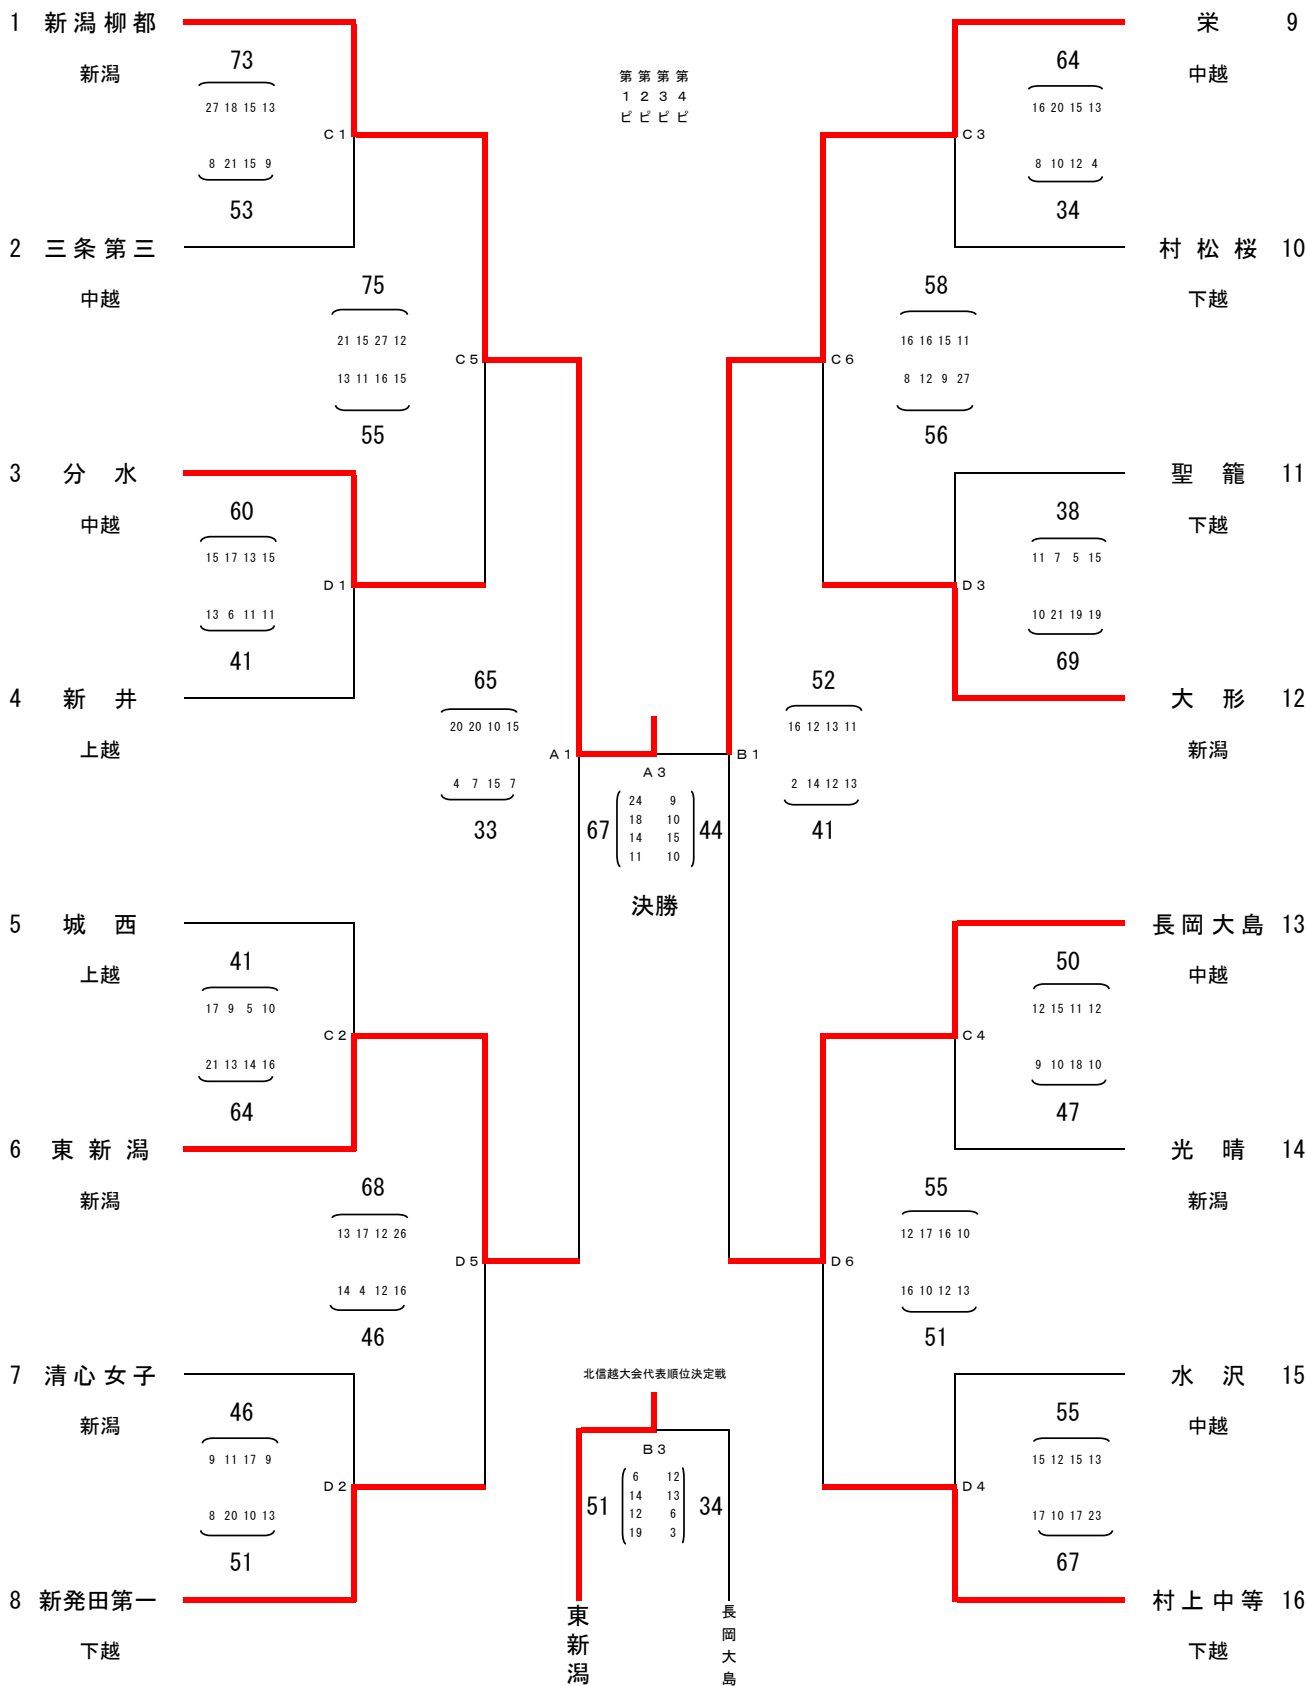 1 新潟柳都
新潟
73
27 18 15 13
C1
8 21 15 9
53
2 三条第三
中越
75
21 15 27 12
C5
13 11 16 15
55
3 分水
中越
60
15 17 13 15
D1
13 6 11 11
41
4 新井
上越
65
20 20 10 15
A1
4 7 15 7
33
5 城西
上越
41
17 9 5 10
C2
21 13 14 16
64
6 東新潟
新潟
68
13 17 12 26
D5
14 4 12 16
46
7 清心女子
新潟
46
9 11 17 9
D2
8 20 10 13
51
8 新発田第一
下越
第 第 第 第
1 2 3 4
ピ ピ ピ ピ
A3
67 44
24 9
18 10
14 15
11 10
決勝
北信越大会代表順位決定戦
B3
51 34
6 12
14 13
12 6
19 3
東新潟
長岡大島
栄 9
中越
64
16 20 15 13
C3
8 10 12 4
34
村松桜 10
下越
58
16 16 15 11
C6
8 12 9 27
56
聖籠 11
下越
38
11 7 5 15
D3
10 21 19 19
69
大形 12
新潟
52
16 12 13 11
B1
2 14 12 13
41
長岡大島 13
中越
50
12 15 11 12
C4
9 10 18 10
47
光晴 14
新潟
55
12 17 16 10
D6
16 10 12 13
51
水沢 15
中越
55
15 12 15 13
D4
17 10 17 23
67
村上中等 16
下越